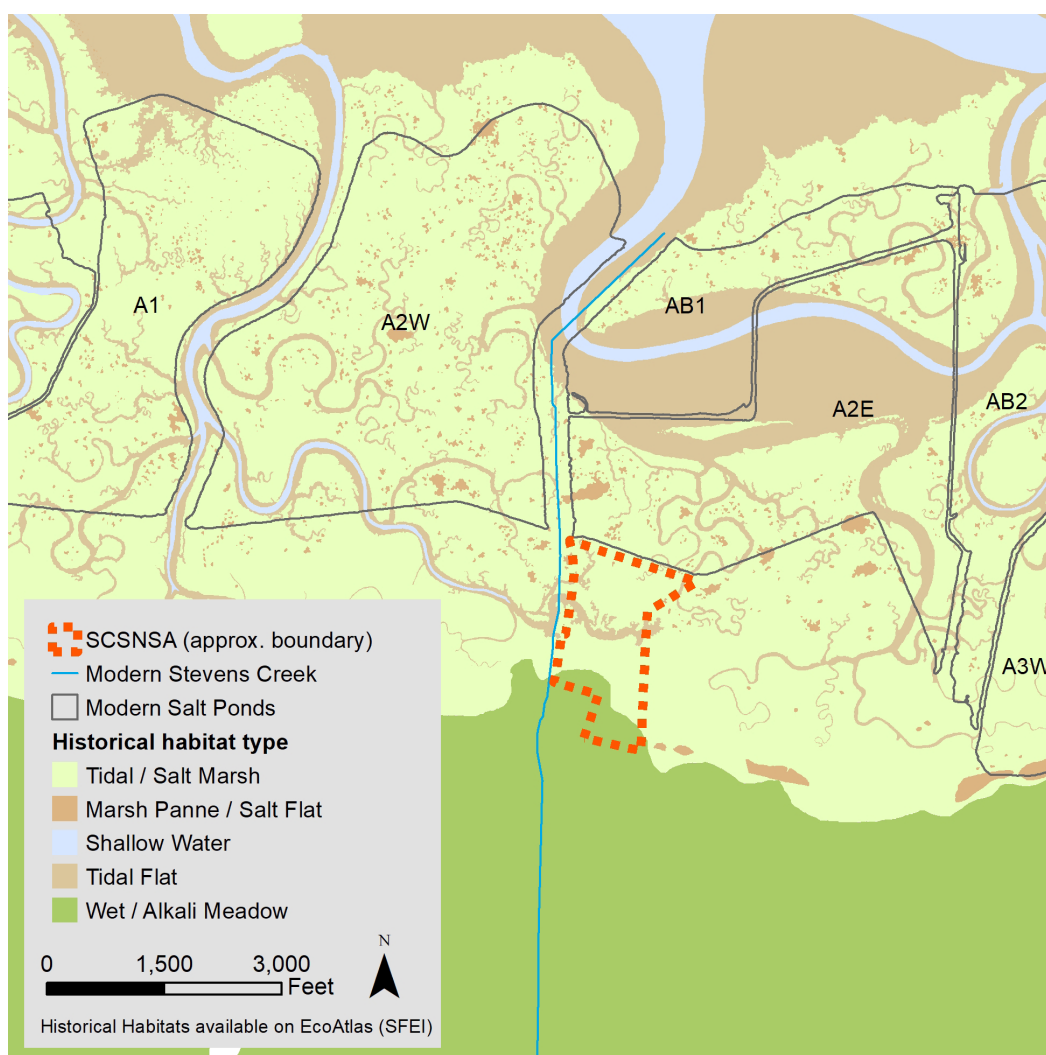 A1
A2W
AB1
A2E
AB2
A3W
SCSNSA (approx. boundary)
Modern Stevens Creek
Modern Salt Ponds
Historical habitat type
Tidal / Salt Marsh
Marsh Panne / Salt Flat
Shallow Water
Tidal Flat
Wet / Alkali Meadow
N
0 1,500 3,000
Feet
Historical Habitats available on EcoAtlas (SFEI)